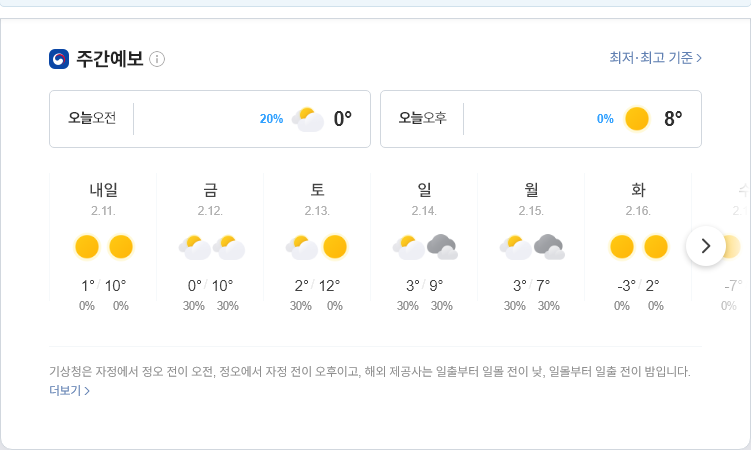 주간예보
최저·최고 기준
오늘오전 20% 0°
오늘오후 0% 8°
내일 금 토 일 월 화
2.11. 2.12. 2.13. 2.14. 2.15. 2.16.
1° / 10° 0° / 10° 2° / 12° 3° / 9° 3° / 7° -3° / 2° -7°
0% 0% 30% 30% 30% 0% 30% 30% 30% 30% 0% 0% 0%
기상청은 자정에서 정오 전이 오전, 정오에서 자정 전이 오후이고, 해외 제공사는 일출부터 일몰 전이 낮, 일몰부터 일출 전이 밤입니다.
더보기